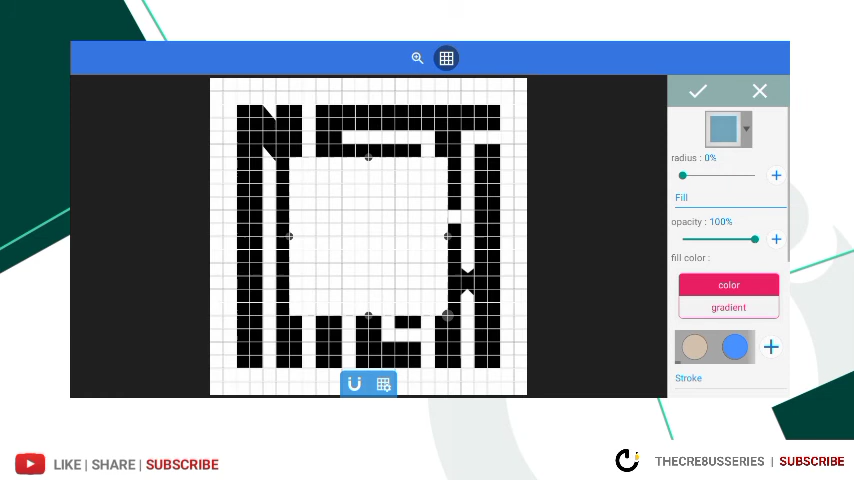 radius : 0%
Fill
opacity : 100%
fill color :
color
gradient
Stroke
LIKE | SHARE | SUBSCRIBE
THECRE8USSERIES | SUBSCRIBE